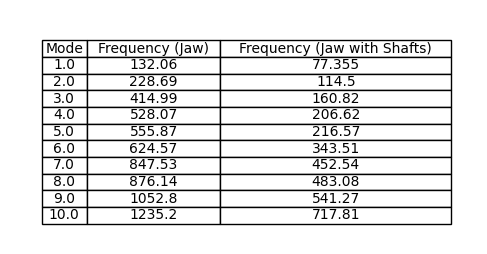 Mode Frequency (Jaw) Frequency (Jaw with Shafts)
1.0 132.06 77.355
2.0 228.69 114.5
3.0 414.99 160.82
4.0 528.07 206.62
5.0 555.87 216.57
6.0 624.57 343.51
7.0 847.53 452.54
8.0 876.14 483.08
9.0 1052.8 541.27
10.0 1235.2 717.81